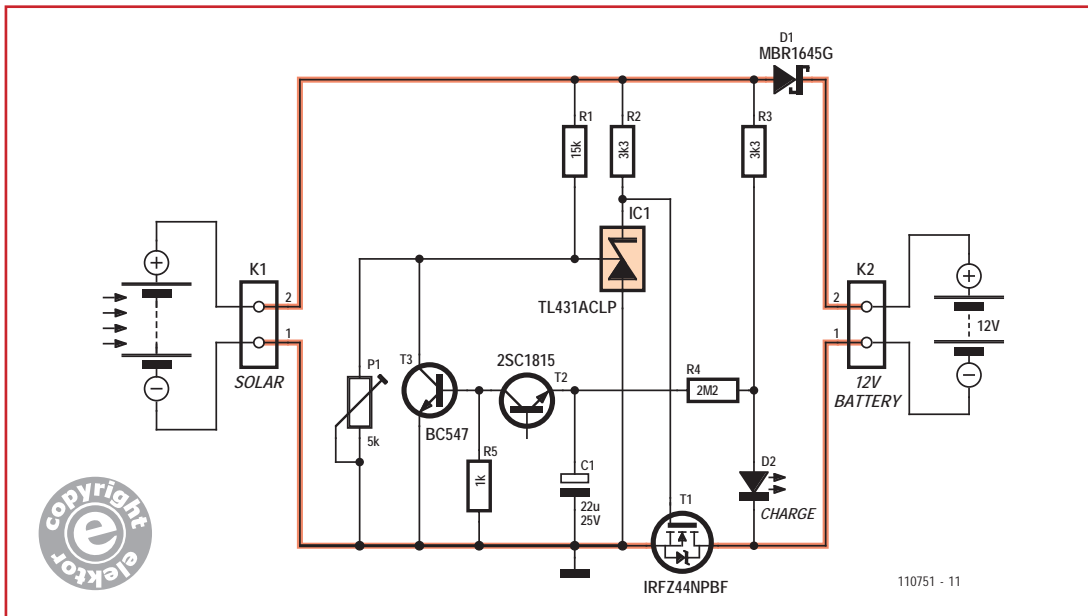 D1
MBR1645G
R1
15k
R2
3k3
R3
3k3
IC1
TL431ACLP
K1
2
1
SOLAR
K2
2
1
12V
BATTERY
12V
P1
5k
T3
BC547
2SC1815
T2
R4
2M2
R5
1k
C1
22u
25V
D2
CHARGE
T1
IRFZ44NPBF
copyright
e
elektor
110751 - 11